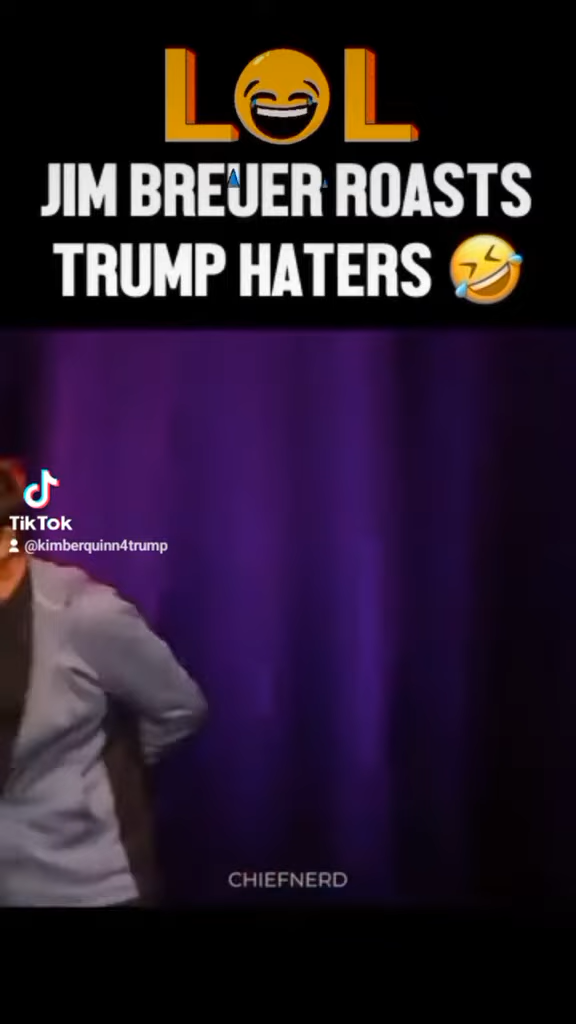 LOL
JIM BREUER ROASTS
TRUMP HATERS 🤣
TikTok
@kimberquinn4trump
CHIEFNERD